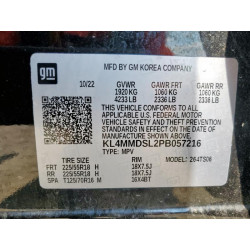 gm
MFD BY GM KOREA COMPANY
10/22 GVWR GAWR FRT GAWR RR
1920 KG 1060 KG 1060 KG
4233 LB 2336 LB 2336 LB
THIS VEHICLE CONFORMS TO ALL
APPLICABLE U.S. FEDERAL MOTOR
VEHICLE SAFETY, BUMPER, AND
THEFT PREVENTION STANDARDS IN
EFFECT ON THE DATE OF
MANUFACTURE SHOWN ABOVE.
KL4MMDSL2PB057216
TYPE: MPV
TIRE SIZE RIM MODEL:
FRT 225/55R18 H 18X7.5J
RR 225/55R18 H 18X7.5J
SPA T125/70R16 M 16X4BT